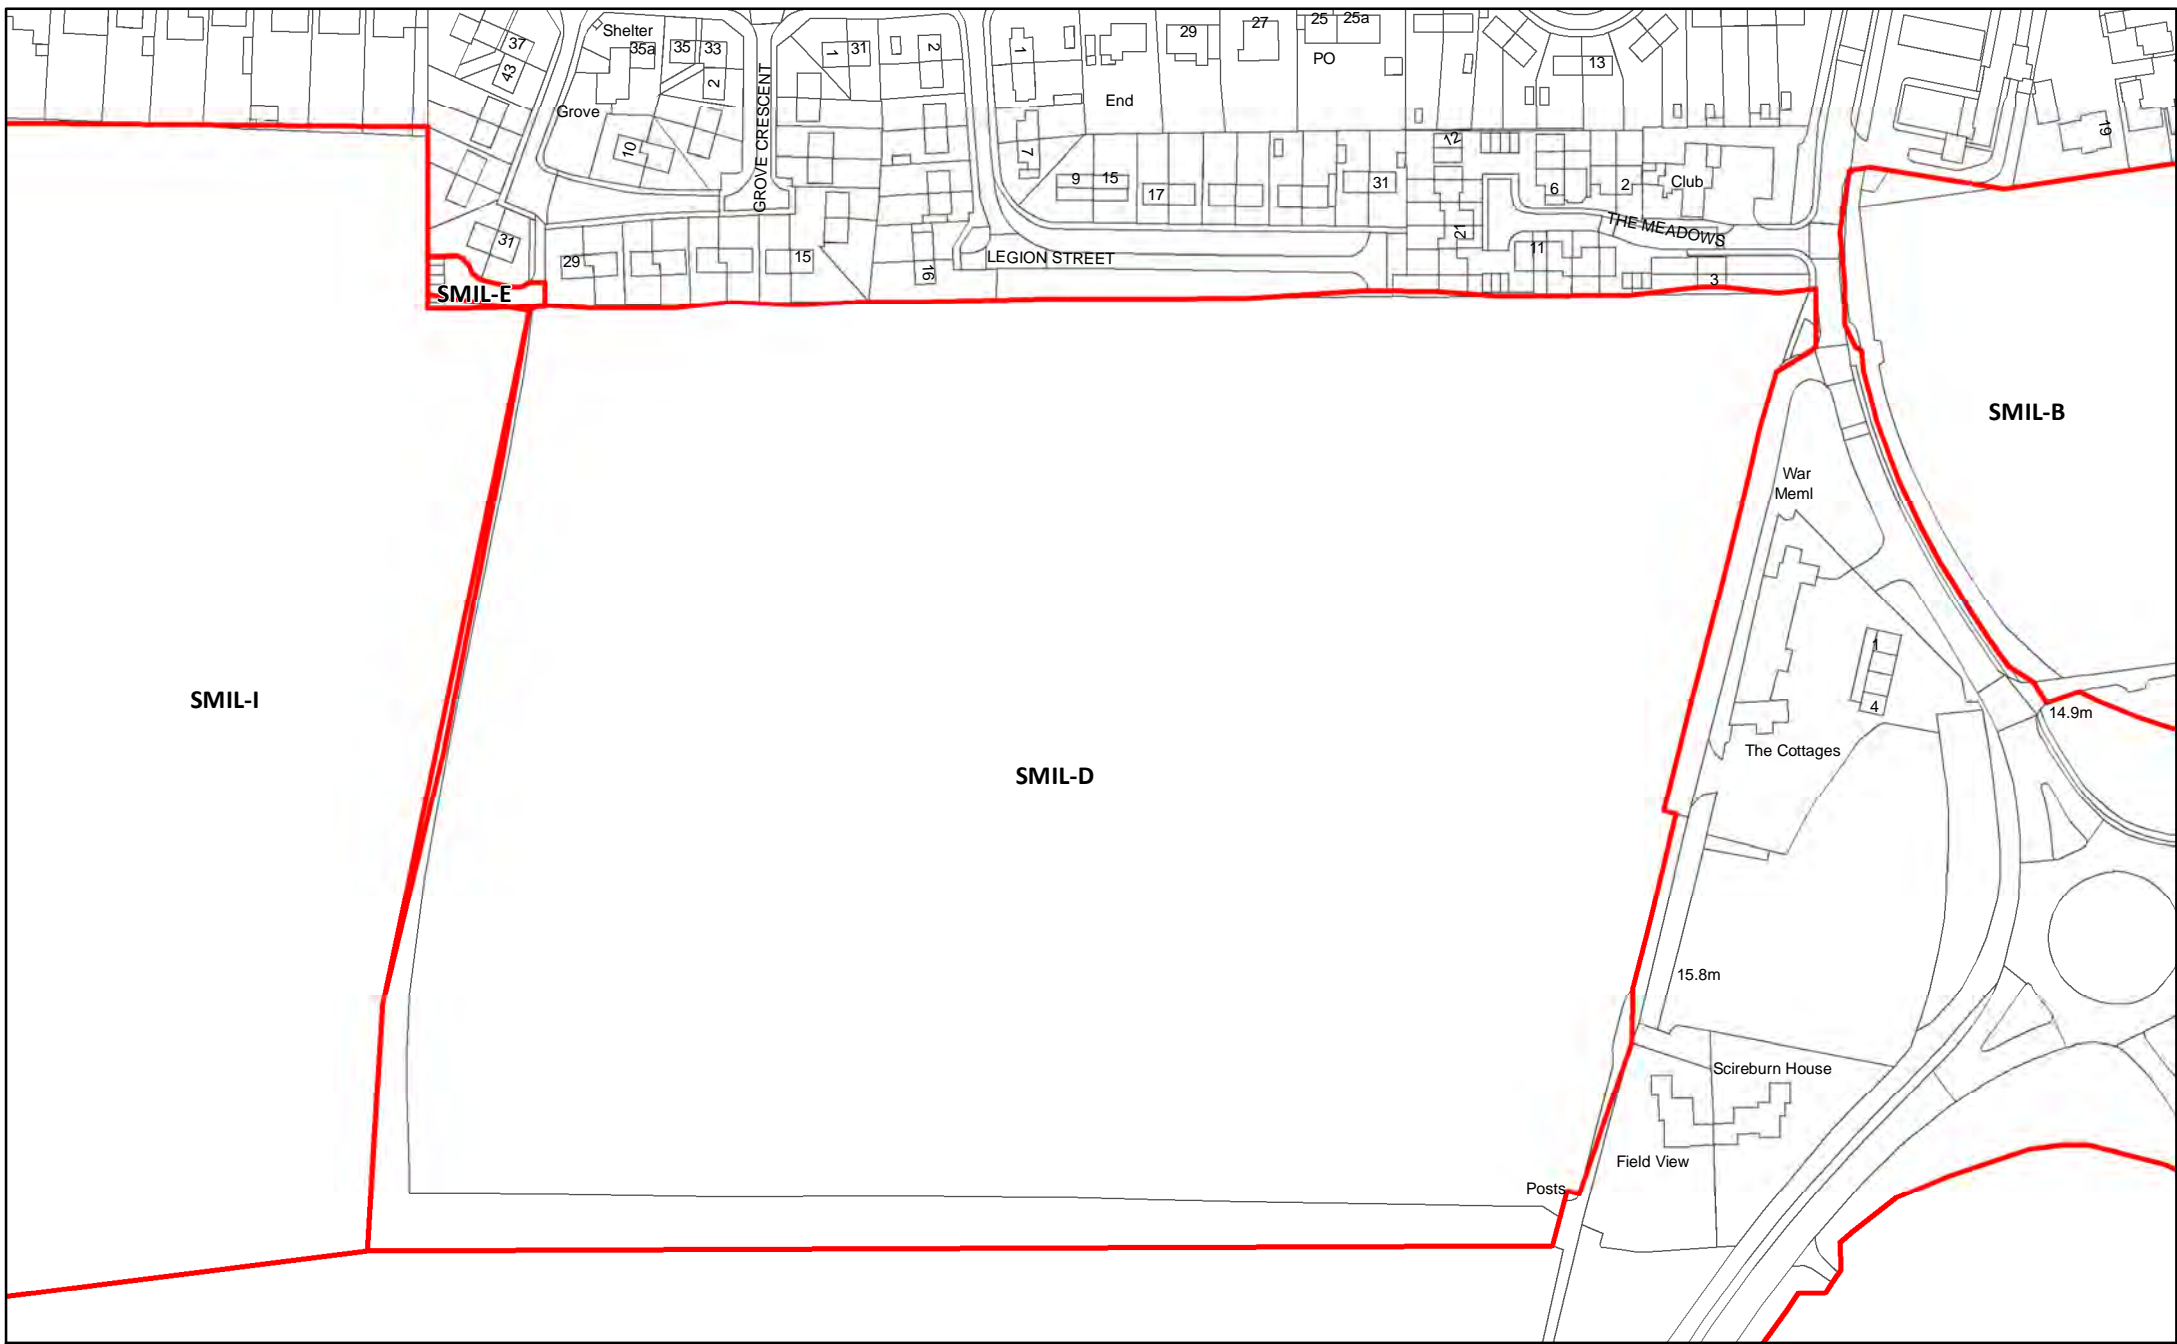 25
25a
27
29
Shelter
35a
35
33
1
31
2
1
37
43
PO
13
End
Grove
2
GROVE CRESCENT
19
12
10
7
9
15
17
31
6
2
Club
THE MEADOWS
21
11
31
29
15
16
LEGION STREET
3
SMIL-E
SMIL-B
War
Meml
1
SMIL-I
4
14.9m
The Cottages
SMIL-D
15.8m
Scireburn House
Field View
Posts